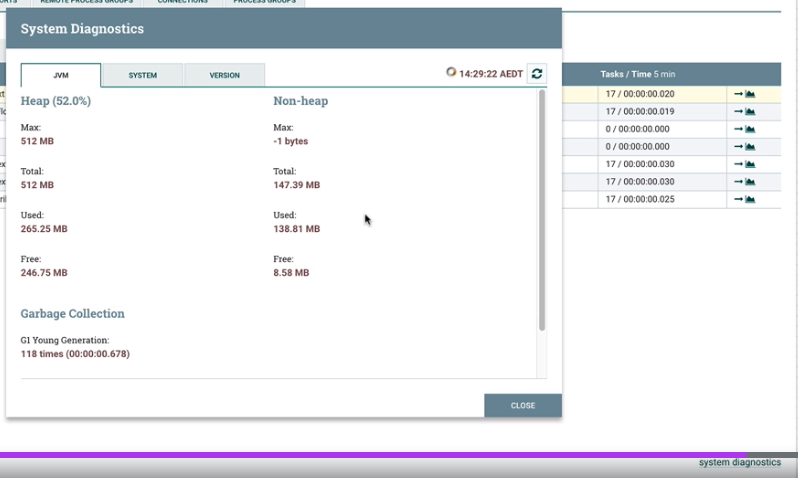 REMOTE PROCESS GROUPS CONNECTIONS PROCESS GROUPS
System Diagnostics
JVM SYSTEM VERSION 14:29:22 AEDT
Tasks / Time 5 min
Heap (52.0%) Non-heap
17 / 00:00:00.020
17 / 00:00:00.019
Max: Max:
0 / 00:00:00.000
512 MB -1 bytes
0 / 00:00:00.000
17 / 00:00:00.030
Total: Total:
512 MB 147.39 MB
17 / 00:00:00.030
17 / 00:00:00.025
Used: Used:
265.25 MB 138.81 MB
Free: Free:
246.75 MB 8.58 MB
Garbage Collection
G1 Young Generation:
118 times (00:00:00.678)
CLOSE
system diagnostics